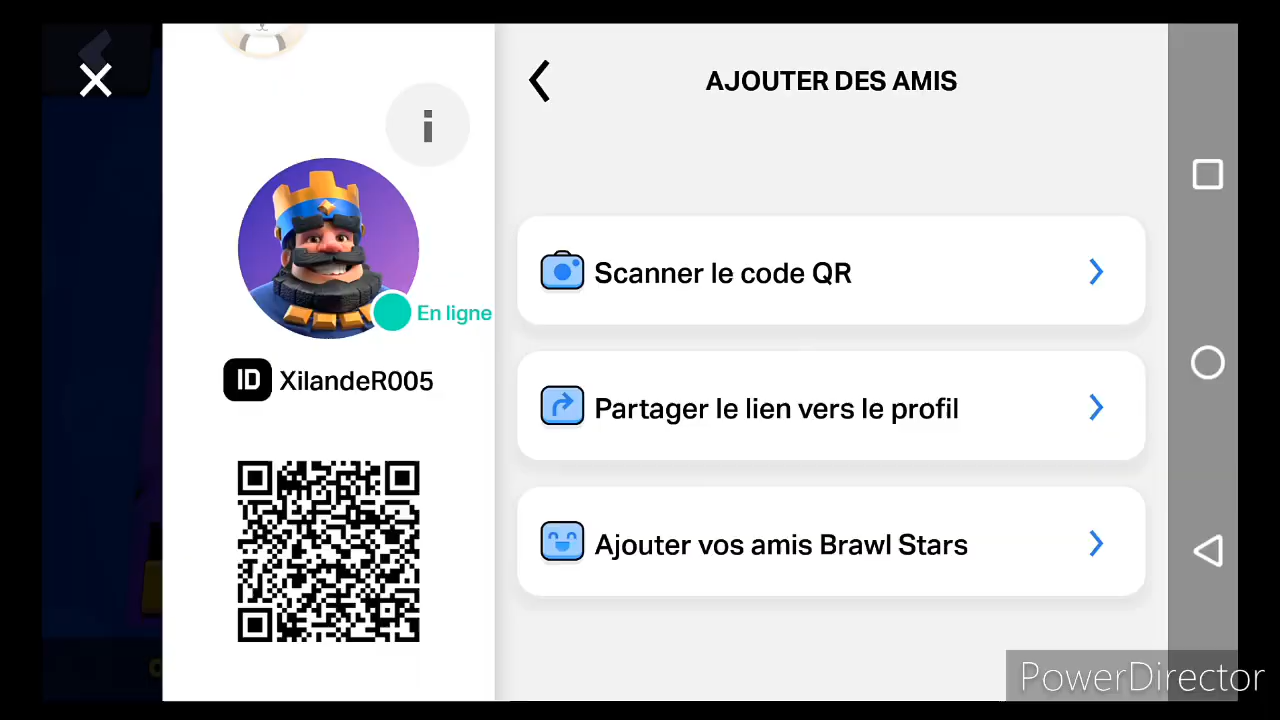 AJOUTER DES AMIS
i
En ligne
ID XilandeR005
Scanner le code QR
Partager le lien vers le profil
Ajouter vos amis Brawl Stars
PowerDirector